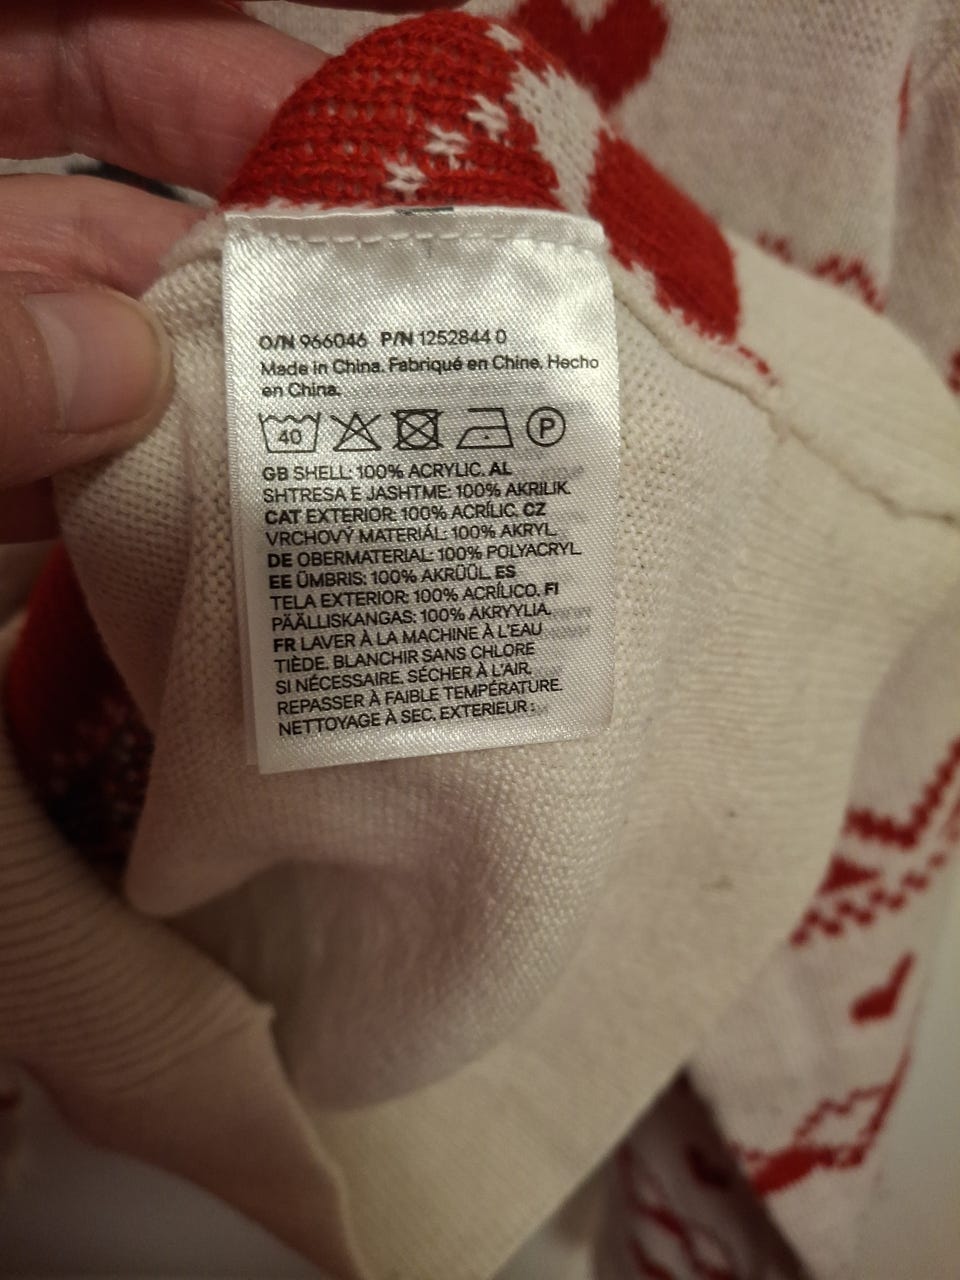 O/N 966046 P/N 1252844 0
Made in China. Fabriqué en Chine. Hecho
en China.
40 P
GB SHELL: 100% ACRYLIC. AL
SHTRESA E JASHTME: 100% AKRILIK.
CAT EXTERIOR: 100% ACRÍLIC. CZ
VRCHOVÝ MATERIÁL: 100% AKRYL.
DE OBERMATERIAL: 100% POLYACRYL.
EE ÜMBRIS: 100% AKRÜÜL. ES
TELA EXTERIOR: 100% ACRÍLICO. FI
PÄÄLLISKANGAS: 100% AKRYYLIA.
FR LAVER À LA MACHINE À L'EAU
TIÈDE. BLANCHIR SANS CHLORE
SI NÉCESSAIRE. SÉCHER À L'AIR.
REPASSER À FAIBLE TEMPÉRATURE.
NETTOYAGE À SEC. EXTERIEUR :